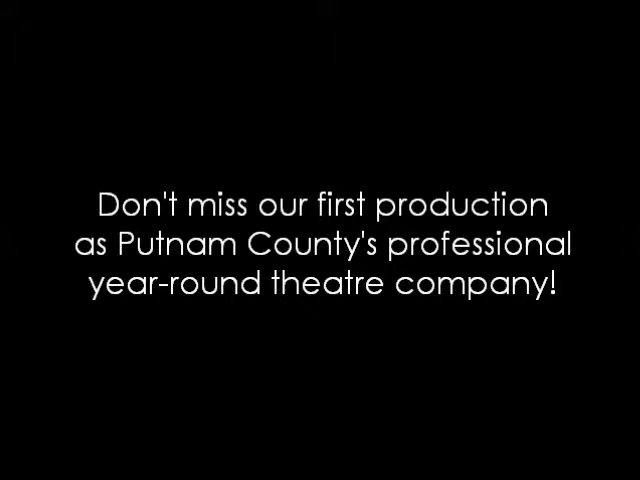 Don't miss our first production
as Putnam County's professional
year-round theatre company!